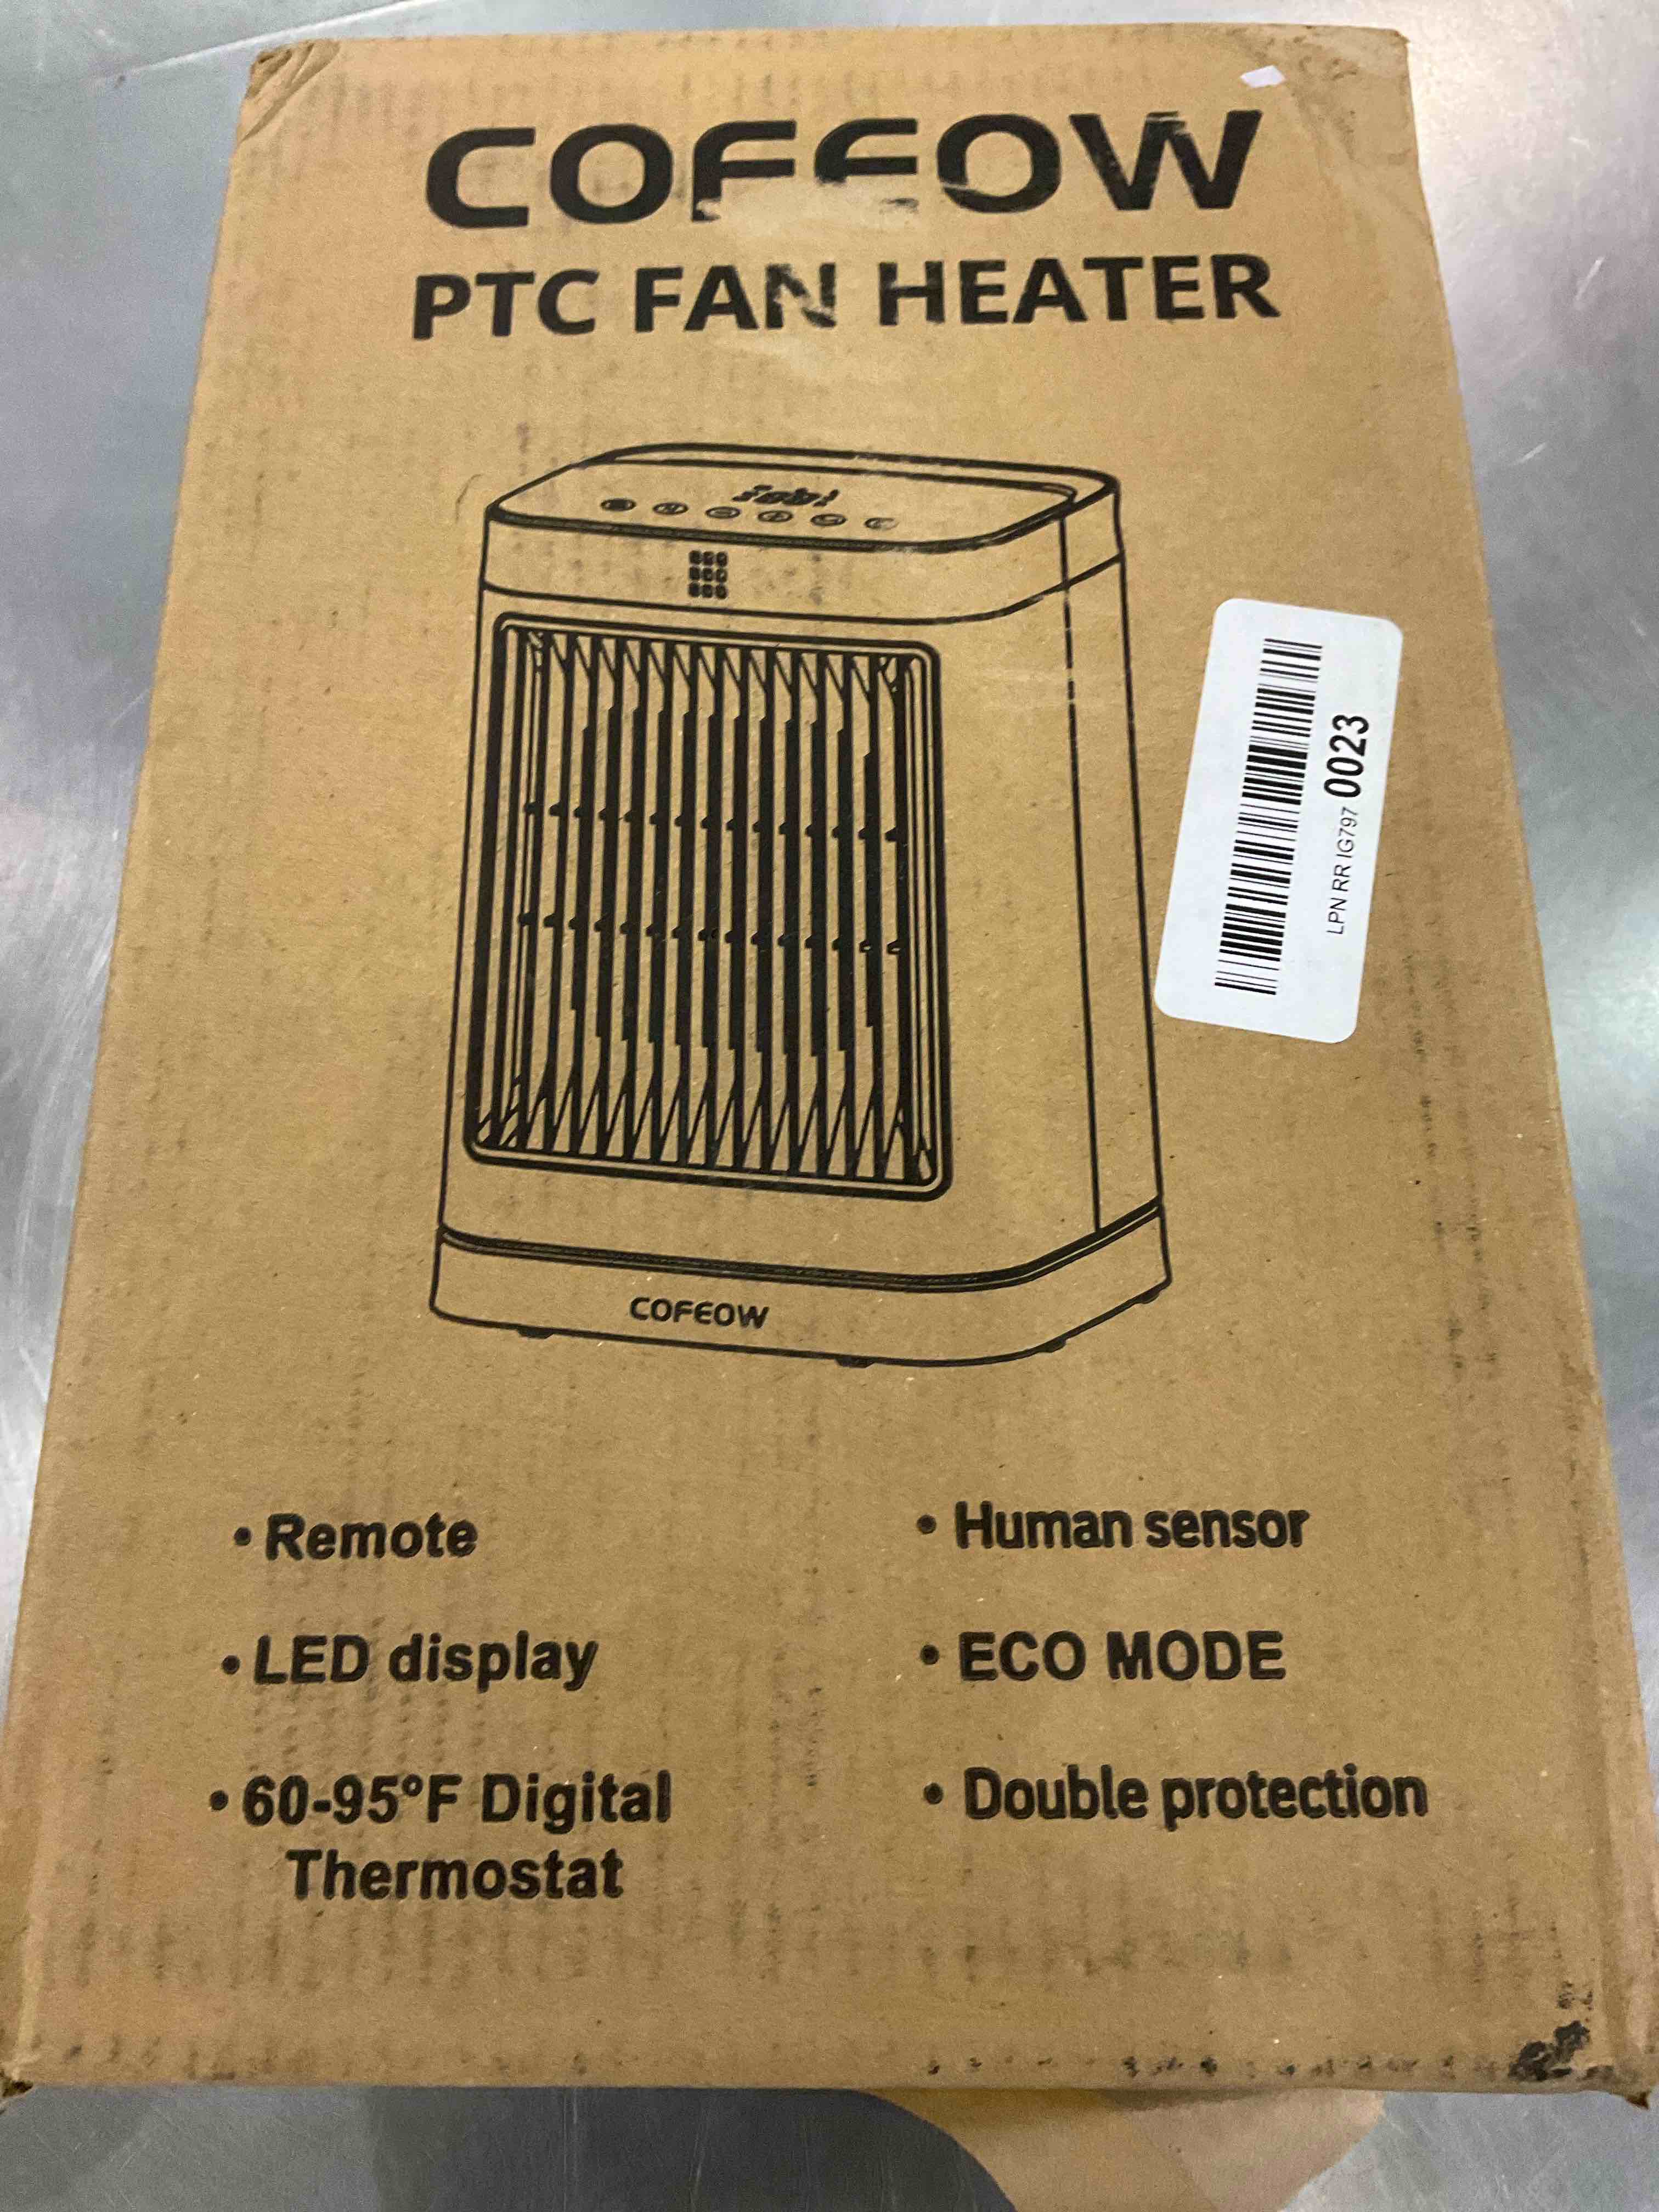 COFEOW
PTC FAN HEATER
LPN RR IG797 0023
COFEOW
• Remote
• LED display
• 60-95°F Digital
Thermostat
• Human sensor
• ECO MODE
• Double protection